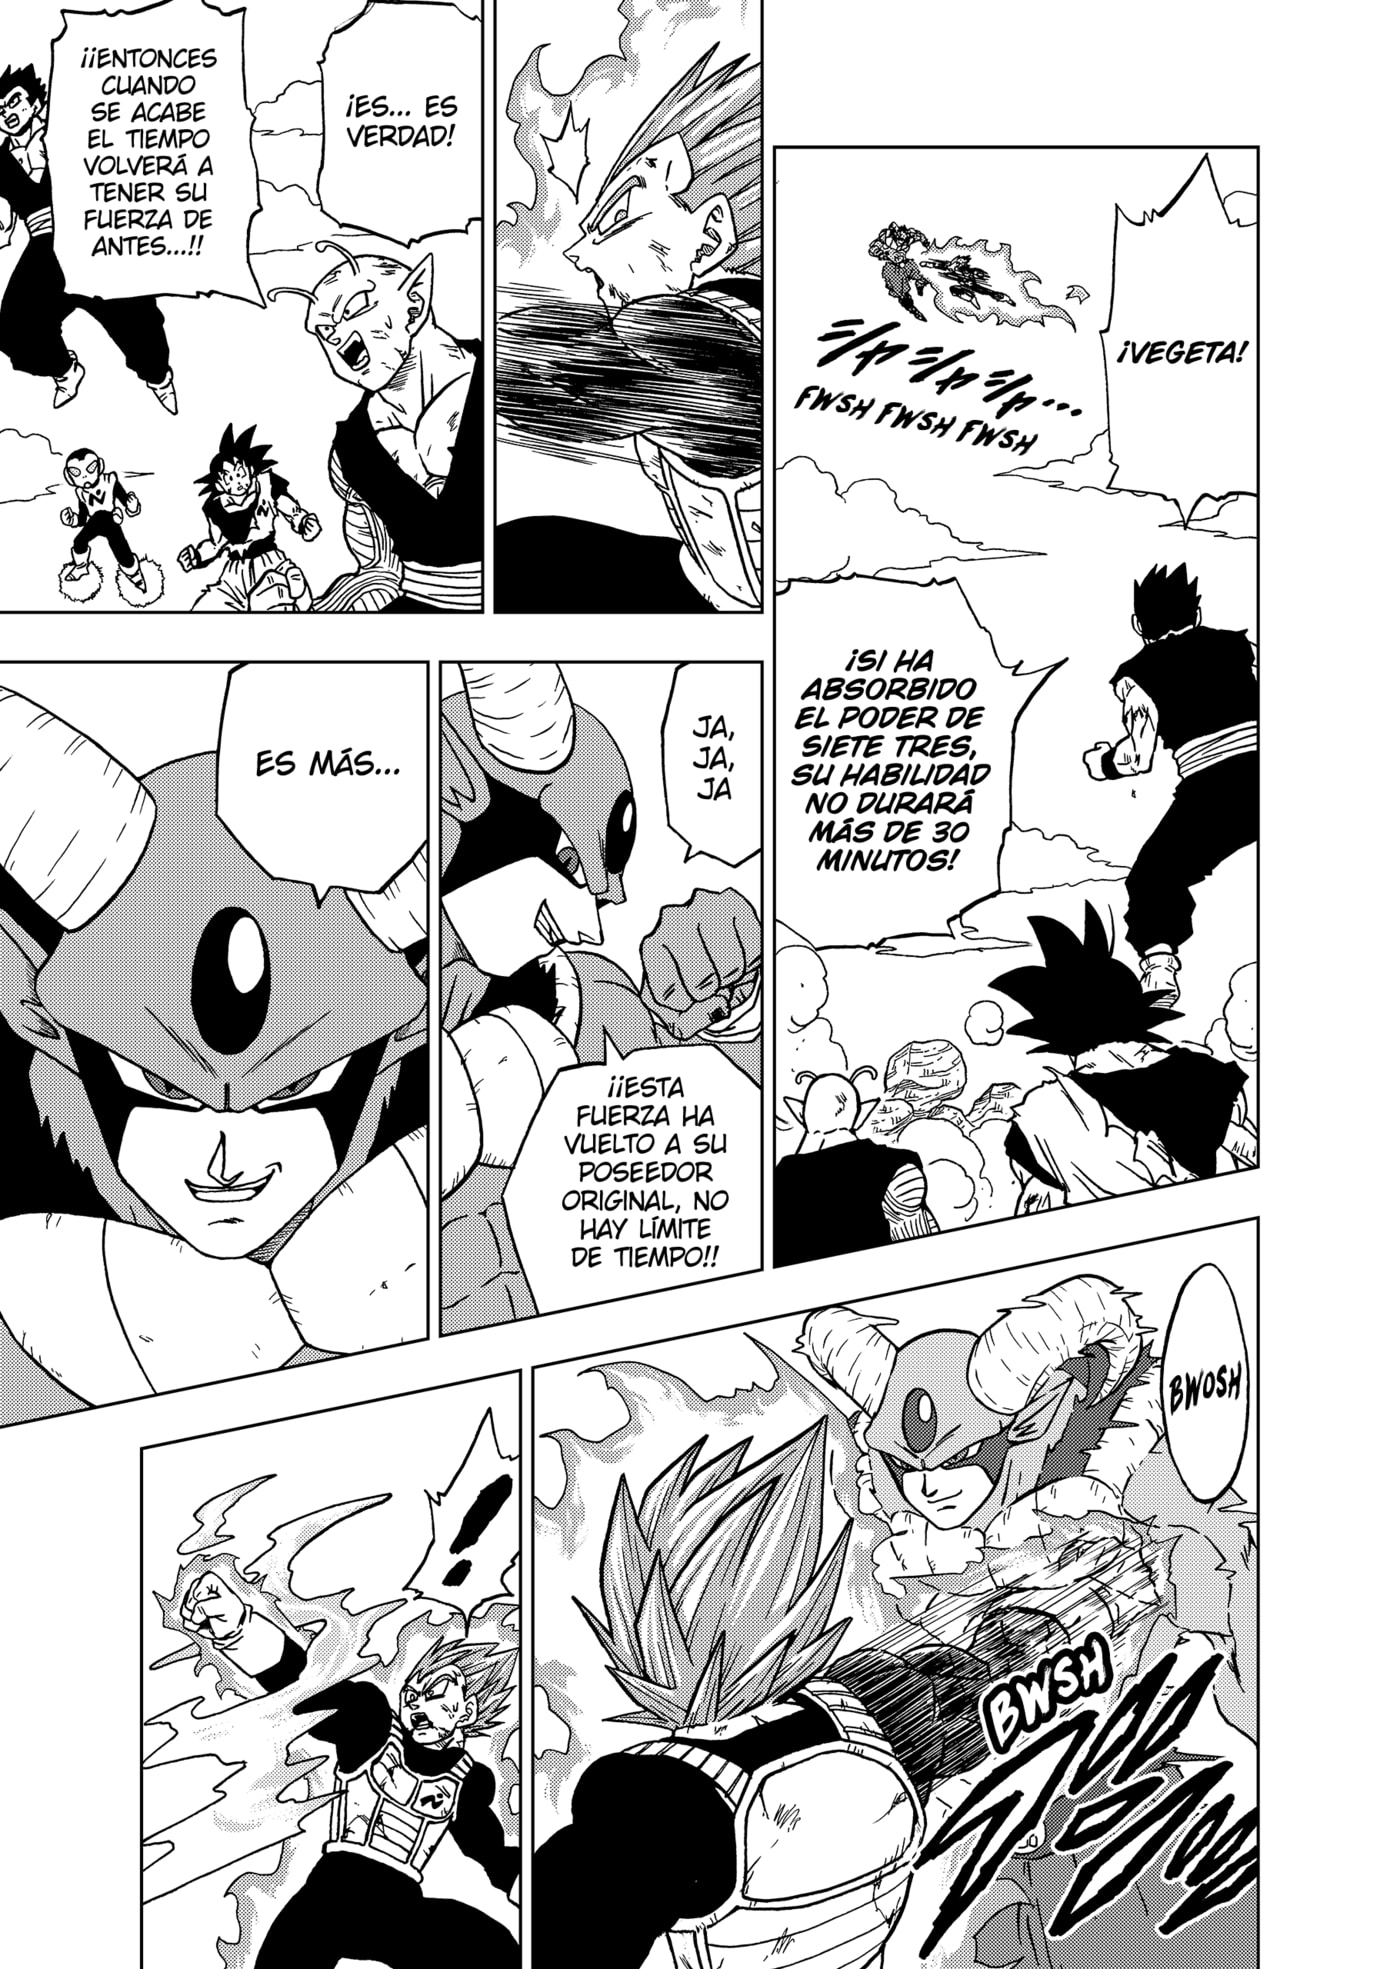 ¡VEGETA!
シャシャシャ…
FWSH FWSH FWSH
¡SI HA
ABSORBIDO
EL PODER DE
SIETE TRES,
SU HABILIDAD
NO DURARÁ
MÁS DE 30
MINUTOS!
¡ES... ES
VERDAD!
¡¡ENTONCES
CUANDO
SE ACABE
EL TIEMPO
VOLVERÁ A
TENER SU
FUERZA DE
ANTES...!!
JA,
JA,
JA
¡¡ESTA
FUERZA HA
VUELTO A SU
POSEEDOR
ORIGINAL, NO
HAY LÍMITE
DE TIEMPO!!
ES MÁS...
BWOSH
BWSH
!